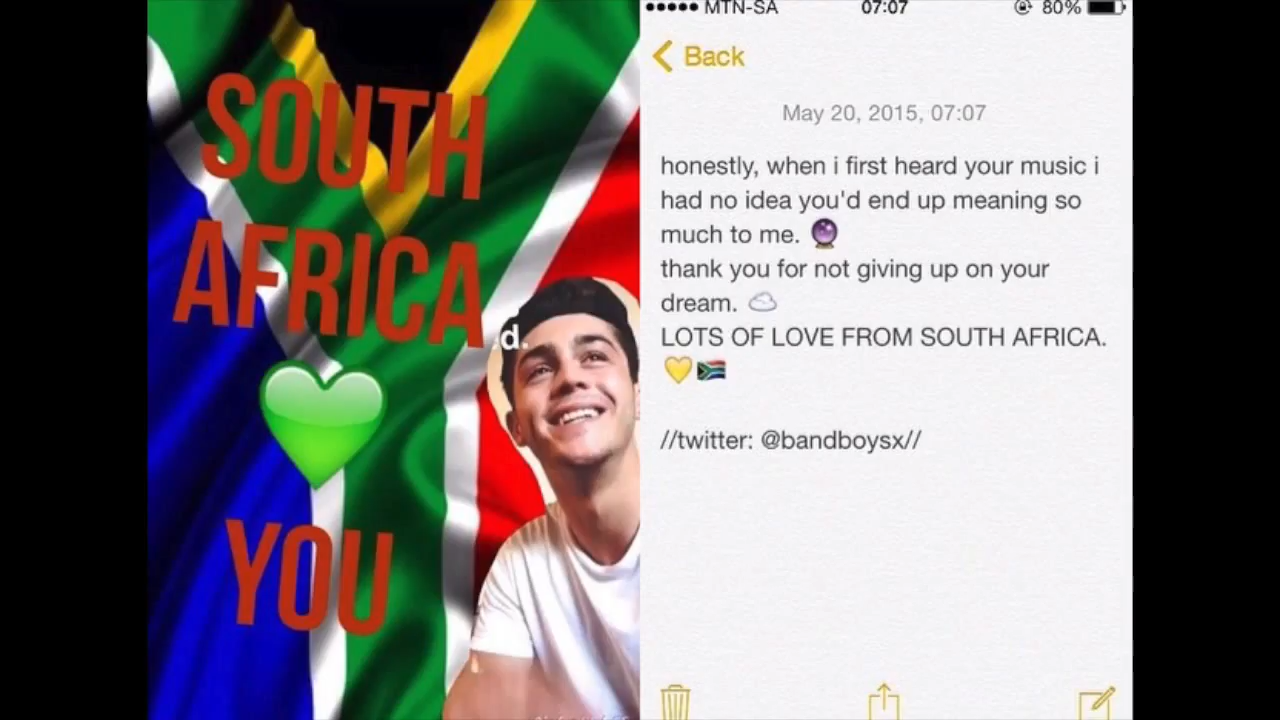 SOUTH
AFRICA
d.
YOU
MTN-SA 07:07 80%
Back
May 20, 2015, 07:07
honestly, when i first heard your music i
had no idea you'd end up meaning so
much to me. 🔮
thank you for not giving up on your
dream. ☁️
LOTS OF LOVE FROM SOUTH AFRICA.
💛🇿🇦
//twitter: @bandboysx//